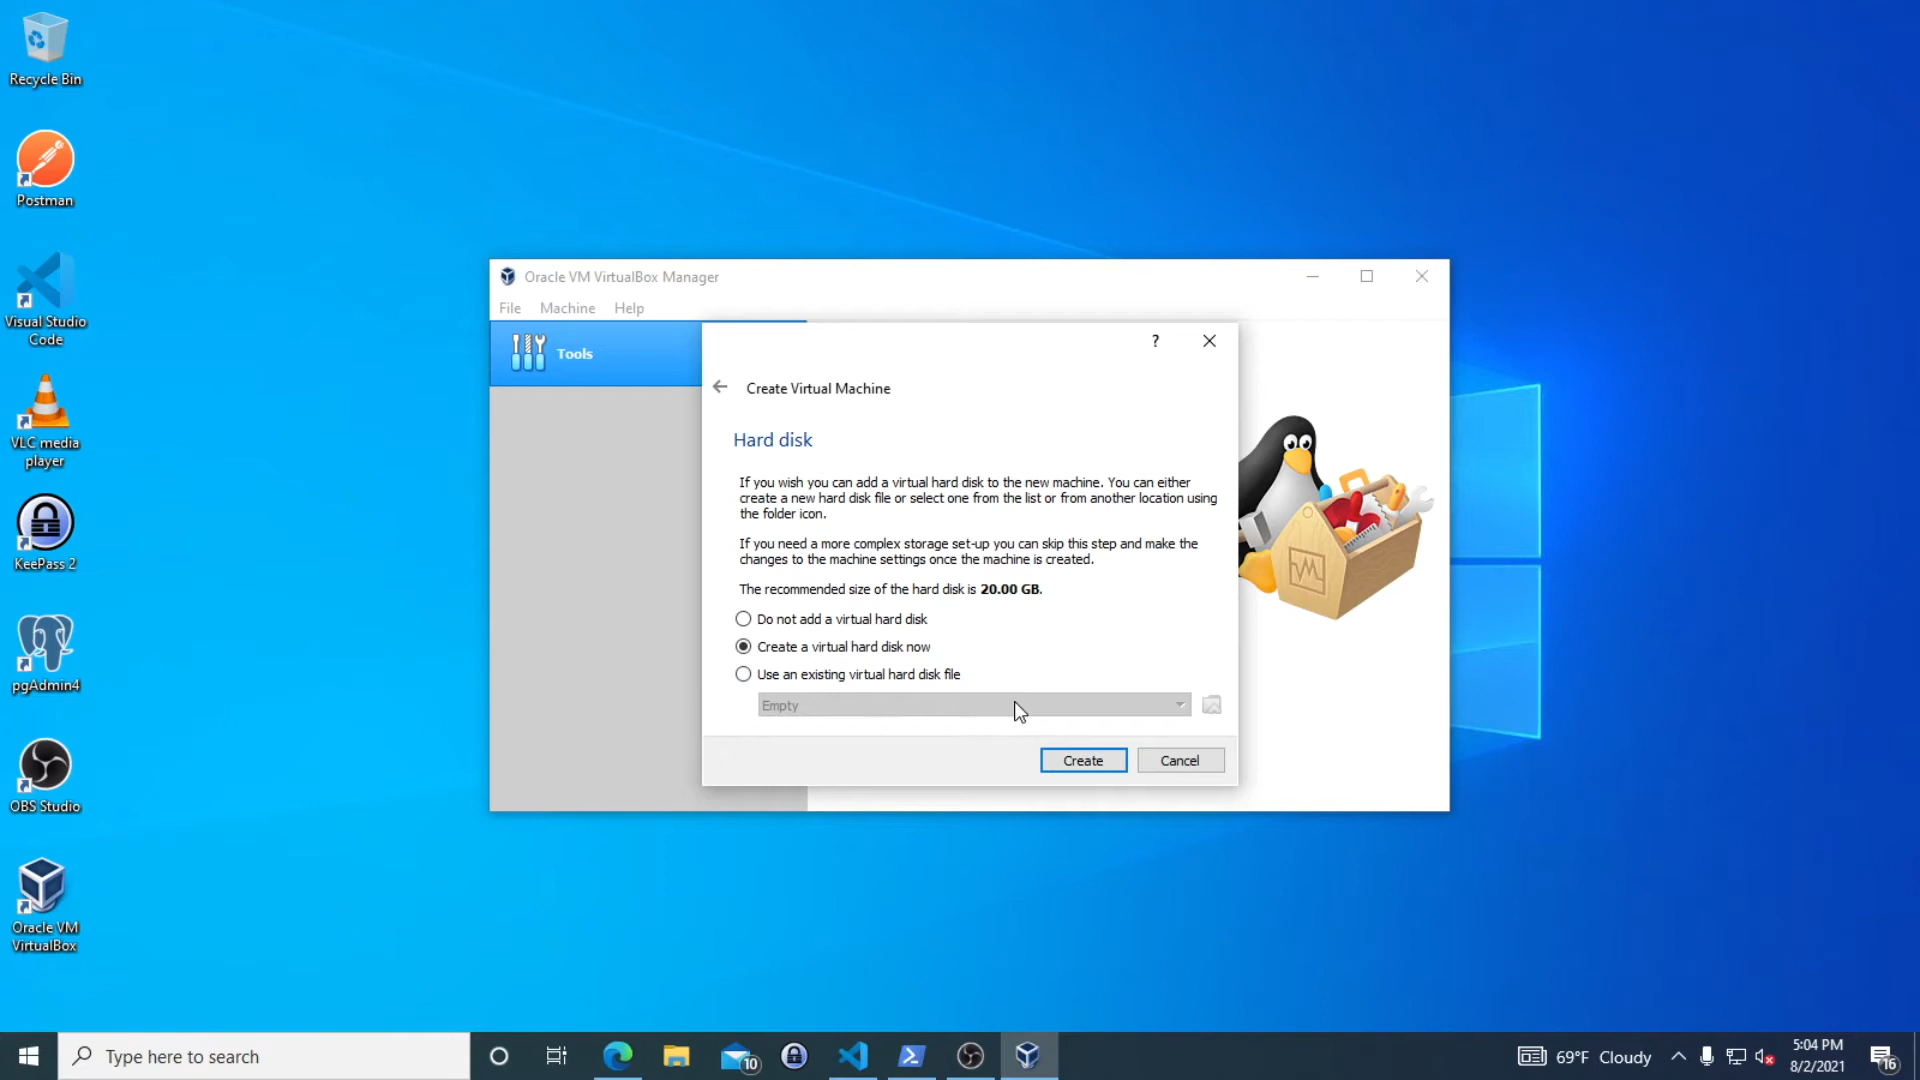 Recycle Bin
Postman
Visual Studio
Code
VLC media
player
KeePass 2
pgAdmin4
OBS Studio
Oracle VM
VirtualBox
Oracle VM VirtualBox Manager
File Machine Help
Tools
?
Create Virtual Machine
Hard disk
If you wish you can add a virtual hard disk to the new machine. You can either
create a new hard disk file or select one from the list or from another location using
the folder icon.
If you need a more complex storage set-up you can skip this step and make the
changes to the machine settings once the machine is created.
The recommended size of the hard disk is 20.00 GB.
Do not add a virtual hard disk
Create a virtual hard disk now
Use an existing virtual hard disk file
Empty
Create Cancel
Type here to search
10
69°F Cloudy
5:04 PM
8/2/2021
16